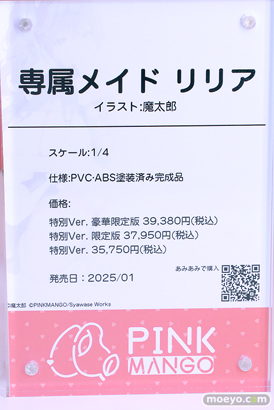 専属メイド リリア
イラスト:魔太郎
スケール:1/4
仕様:PVC・ABS塗装済み完成品
価格:
特別Ver. 豪華限定版 39,380円(税込)
特別Ver. 限定版 37,950円(税込)
特別Ver. 35,750円(税込)
あみあみで購入
発売日：2025/01
©魔太郎 ©PINKMANGO/Syawase Works
PINK
MANGO
moeyo.com